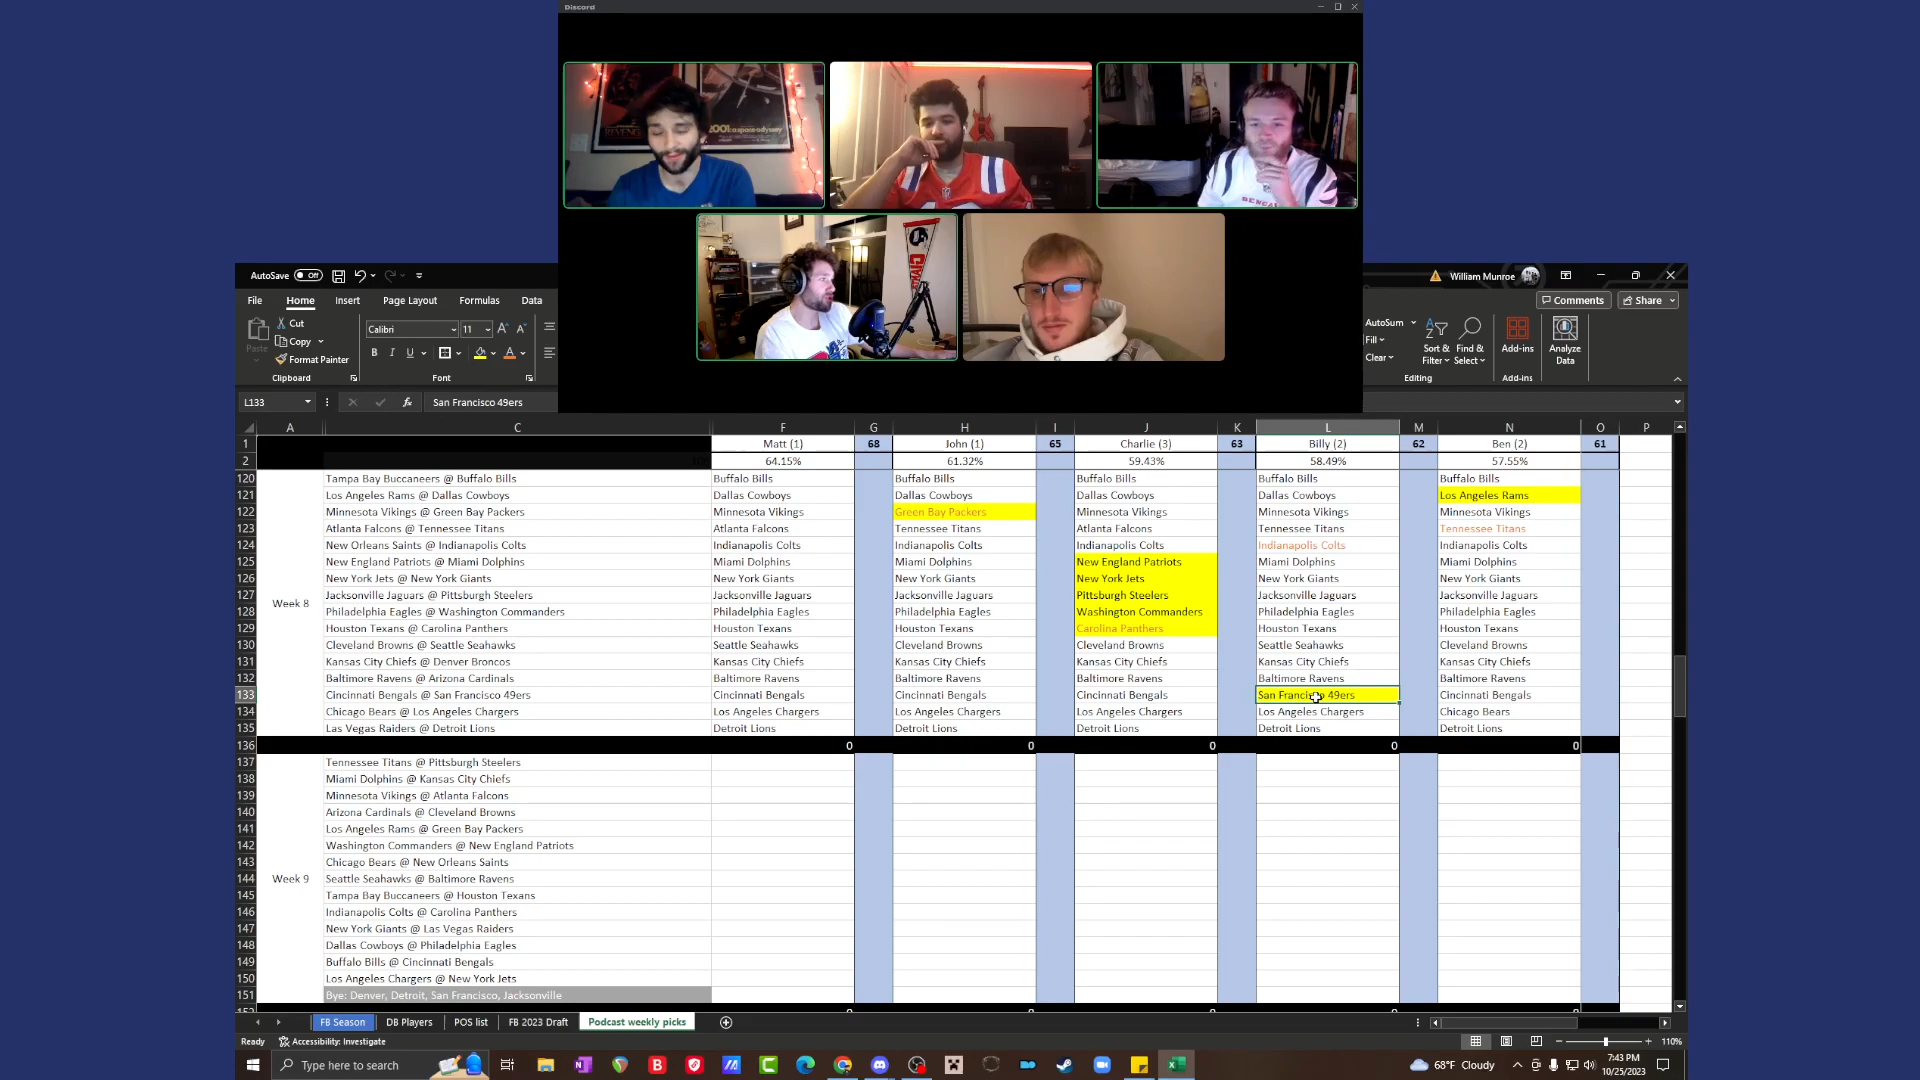 Discord
REVENGE
2001: a space odyssey
BENGALS
AutoSave Off
William Munroe
File Home Insert Page Layout Formulas Data
Comments Share
Cut
Copy
Format Painter
Paste
Clipboard
Calibri 11
B I U
Font
AutoSum
Fill
Clear
Sort & Filter
Find & Select
Editing
Add-ins
Add-ins
Analyze Data
L133 fx San Francisco 49ers
A C F G H I J K L M N O P
1 Matt (1) 68 John (1) 65 Charlie (3) 63 Billy (2) 62 Ben (2) 61
2 64.15% 61.32% 59.43% 58.49% 57.55%
Week 8
120 Tampa Bay Buccaneers @ Buffalo Bills Buffalo Bills Buffalo Bills Buffalo Bills Buffalo Bills Buffalo Bills
121 Los Angeles Rams @ Dallas Cowboys Dallas Cowboys Dallas Cowboys Dallas Cowboys Dallas Cowboys Los Angeles Rams
122 Minnesota Vikings @ Green Bay Packers Minnesota Vikings Green Bay Packers Minnesota Vikings Minnesota Vikings Minnesota Vikings
123 Atlanta Falcons @ Tennessee Titans Atlanta Falcons Tennessee Titans Atlanta Falcons Tennessee Titans Tennessee Titans
124 New Orleans Saints @ Indianapolis Colts Indianapolis Colts Indianapolis Colts Indianapolis Colts Indianapolis Colts Indianapolis Colts
125 New England Patriots @ Miami Dolphins Miami Dolphins Miami Dolphins New England Patriots Miami Dolphins Miami Dolphins
126 New York Jets @ New York Giants New York Giants New York Giants New York Jets New York Giants New York Giants
127 Jacksonville Jaguars @ Pittsburgh Steelers Jacksonville Jaguars Jacksonville Jaguars Pittsburgh Steelers Jacksonville Jaguars Jacksonville Jaguars
128 Philadelphia Eagles @ Washington Commanders Philadelphia Eagles Philadelphia Eagles Washington Commanders Philadelphia Eagles Philadelphia Eagles
129 Houston Texans @ Carolina Panthers Houston Texans Houston Texans Carolina Panthers Houston Texans Houston Texans
130 Cleveland Browns @ Seattle Seahawks Seattle Seahawks Cleveland Browns Cleveland Browns Seattle Seahawks Cleveland Browns
131 Kansas City Chiefs @ Denver Broncos Kansas City Chiefs Kansas City Chiefs Kansas City Chiefs Kansas City Chiefs Kansas City Chiefs
132 Baltimore Ravens @ Arizona Cardinals Baltimore Ravens Baltimore Ravens Baltimore Ravens Baltimore Ravens Baltimore Ravens
133 Cincinnati Bengals @ San Francisco 49ers Cincinnati Bengals Cincinnati Bengals Cincinnati Bengals San Francisco 49ers Cincinnati Bengals
134 Chicago Bears @ Los Angeles Chargers Los Angeles Chargers Los Angeles Chargers Los Angeles Chargers Los Angeles Chargers Chicago Bears
135 Las Vegas Raiders @ Detroit Lions Detroit Lions Detroit Lions Detroit Lions Detroit Lions Detroit Lions
136 0 0 0 0 0
Week 9
137 Tennessee Titans @ Pittsburgh Steelers
138 Miami Dolphins @ Kansas City Chiefs
139 Minnesota Vikings @ Atlanta Falcons
140 Arizona Cardinals @ Cleveland Browns
141 Los Angeles Rams @ Green Bay Packers
142 Washington Commanders @ New England Patriots
143 Chicago Bears @ New Orleans Saints
144 Seattle Seahawks @ Baltimore Ravens
145 Tampa Bay Buccaneers @ Houston Texans
146 Indianapolis Colts @ Carolina Panthers
147 New York Giants @ Las Vegas Raiders
148 Dallas Cowboys @ Philadelphia Eagles
149 Buffalo Bills @ Cincinnati Bengals
150 Los Angeles Chargers @ New York Jets
151 Bye: Denver, Detroit, San Francisco, Jacksonville
FB Season DB Players POS list FB 2023 Draft Podcast weekly picks
Ready Accessibility: Investigate 110%
Type here to search
68°F Cloudy
7:43 PM
10/25/2023